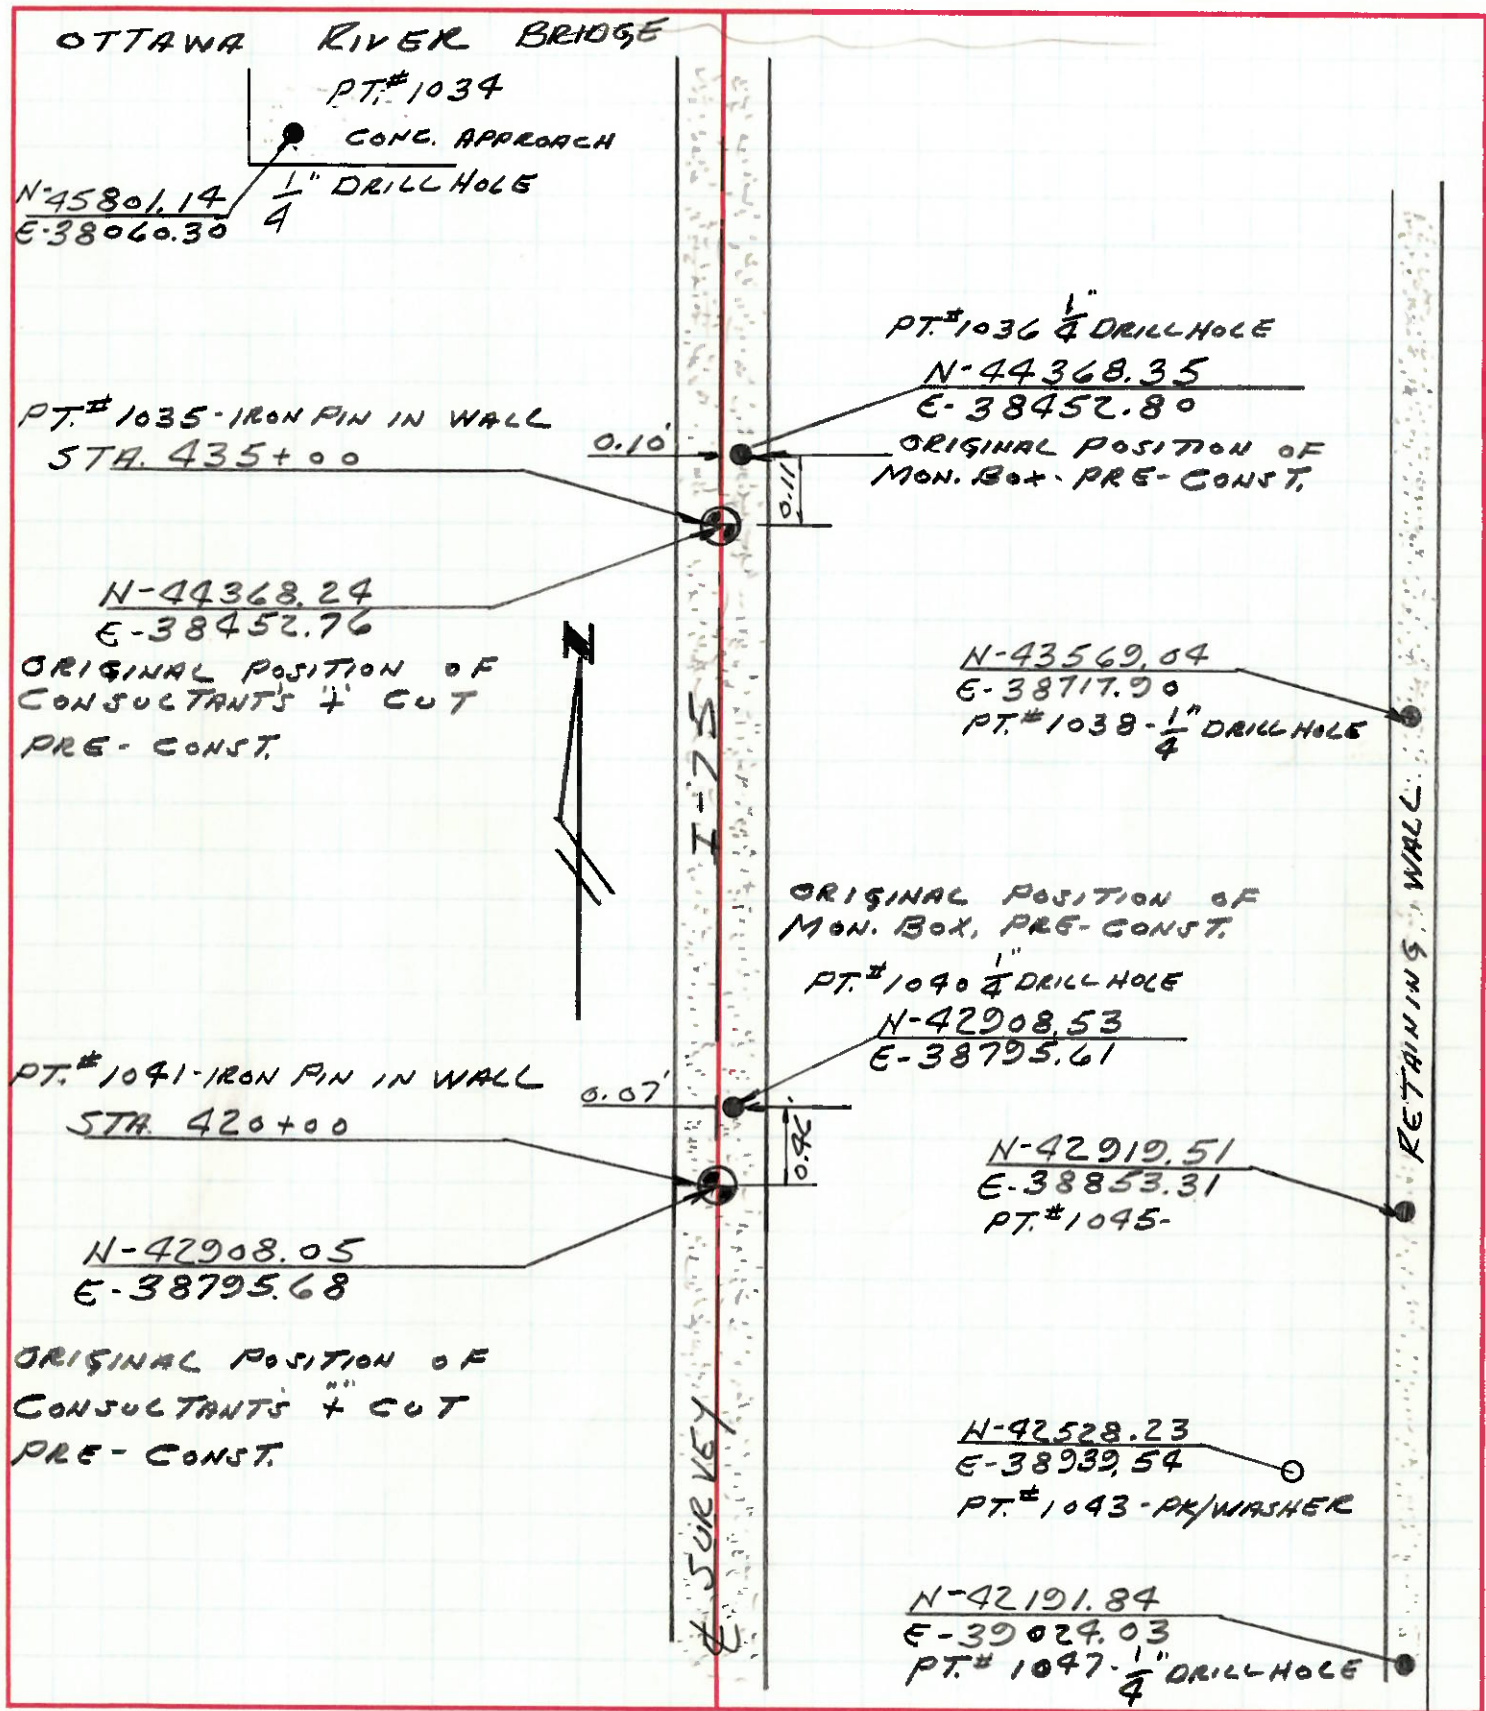 OTTAWA RIVER BRIDGE
PT.# 1034
CONC. APPROACH
1/4" DRILL HOLE
N-45801.14
E-38060.30
PT.# 1036 1/4" DRILL HOLE
N-44368.35
E-38452.80
ORIGINAL POSITION OF
MON. BOX - PRE-CONST.
0.10'
0.11
PT.# 1035-IRON PIN IN WALL
STA. 435+00
N-44368.24
E-38452.76
ORIGINAL POSITION OF
CONSULTANT'S "+" CUT
PRE-CONST.
N
I-75
N-43569.04
E-38717.90
PT.# 1038-1/4" DRILL HOLE
RETAINING WALL
ORIGINAL POSITION OF
MON. BOX, PRE-CONST.
PT.# 1040 1/4" DRILL HOLE
N-42908.53
E-38795.61
PT.# 1041-IRON PIN IN WALL
STA. 420+00
0.07'
N-42908.05
E-38795.68
ORIGINAL POSITION OF
CONSULTANT'S "+" CUT
PRE-CONST.
N-42919.51
E-38853.31
PT.# 1045-
N-42528.23
E-38939.54
PT.# 1043-PK/WASHER
℄ SURVEY
N-42191.84
E-39024.03
PT.# 1047-1/4" DRILL HOLE